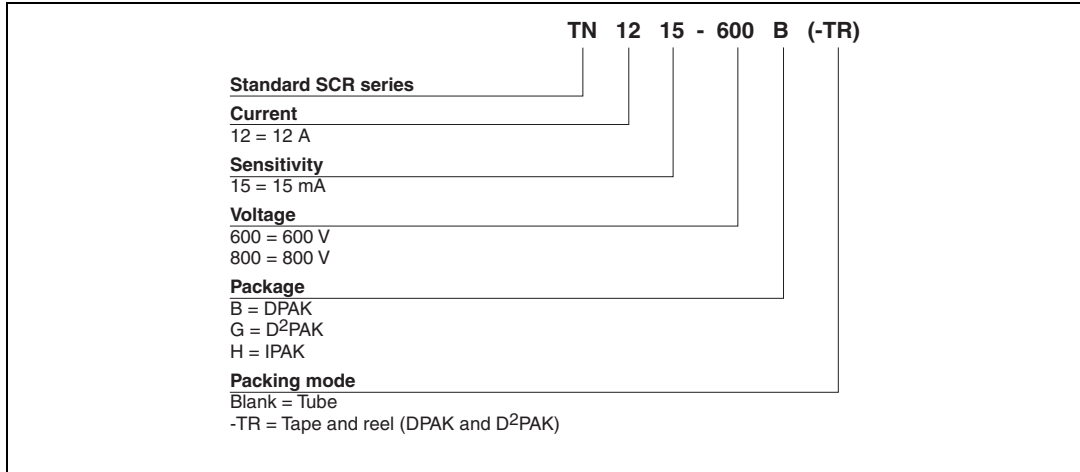 TN 12 15 - 600 B (-TR)
Standard SCR series
Current
12 = 12 A
Sensitivity
15 = 15 mA
Voltage
600 = 600 V
800 = 800 V
Package
B = DPAK
G = D²PAK
H = IPAK
Packing mode
Blank = Tube
-TR = Tape and reel (DPAK and D²PAK)